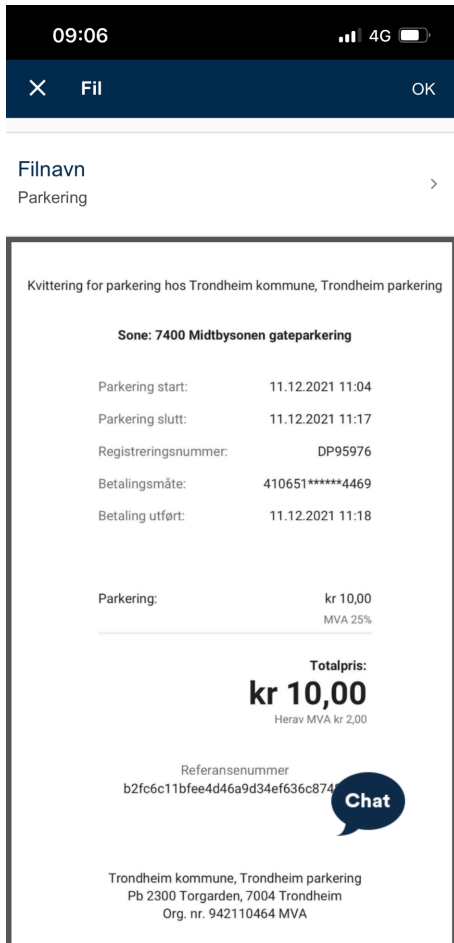 09:06
4G
Fil
OK
Filnavn
Parkering
Kvittering for parkering hos Trondheim kommune, Trondheim parkering
Sone: 7400 Midtbysonen gateparkering
Parkering start: 11.12.2021 11:04
Parkering slutt: 11.12.2021 11:17
Registreringsnummer: DP95976
Betalingsmåte: 410651******4469
Betaling utført: 11.12.2021 11:18
Parkering: kr 10,00
MVA 25%
Totalpris:
kr 10,00
Herav MVA kr 2,00
Referansenummer
Chat
Trondheim kommune, Trondheim parkering
Pb 2300 Torgarden, 7004 Trondheim
Org. nr. 942110464 MVA